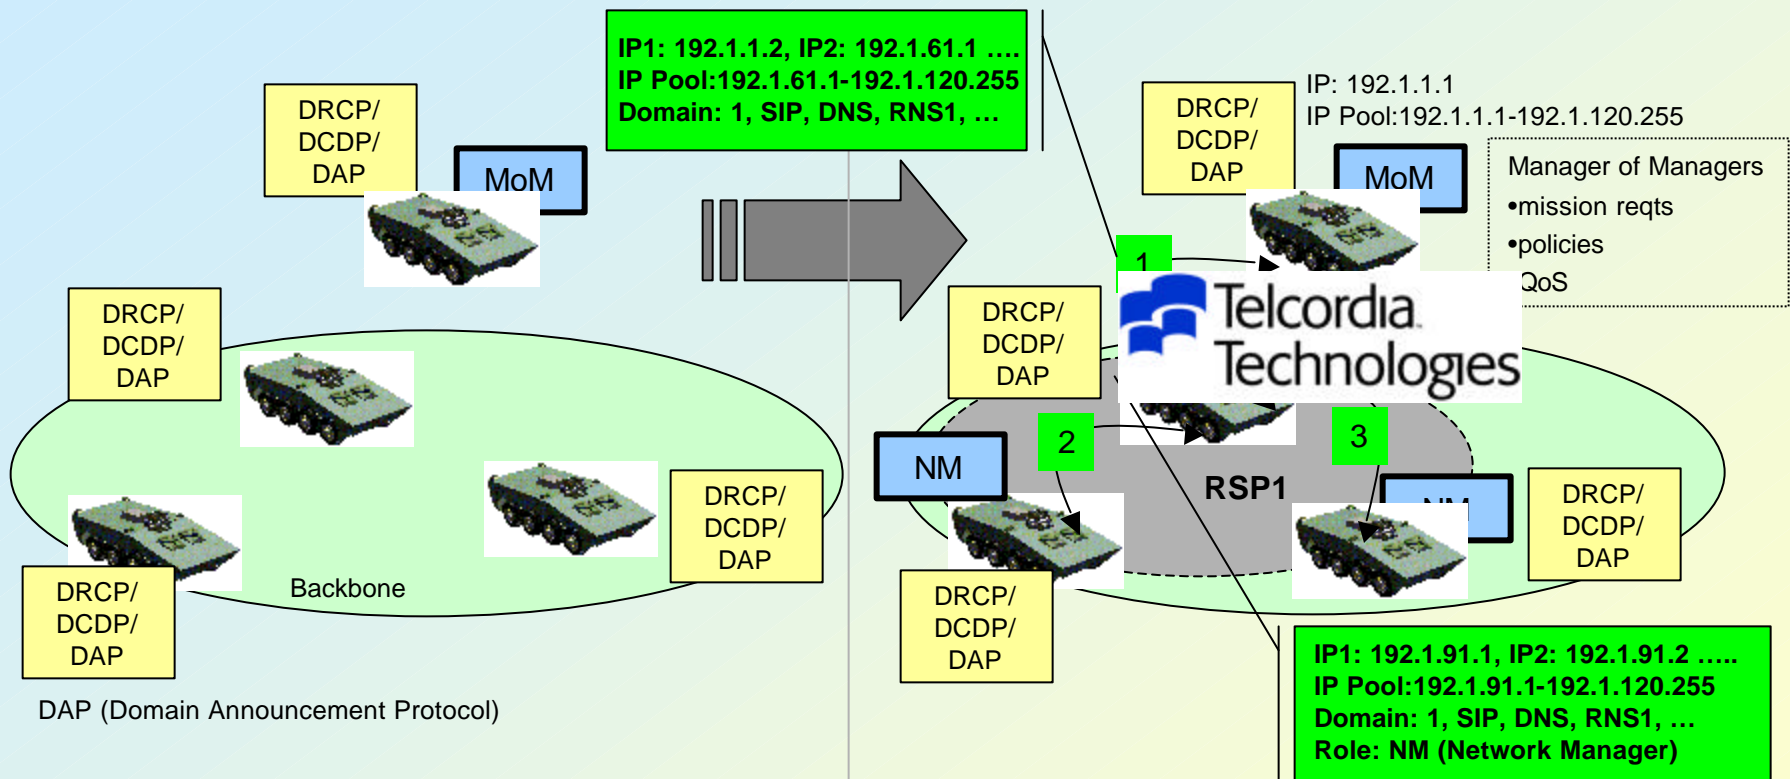 IP1: 192.1.1.2, IP2: 192.1.61.1 ….
IP Pool:192.1.61.1-192.1.120.255
Domain: 1, SIP, DNS, RNS1, …
DRCP/
DCDP/
DAP
MoM
DRCP/
DCDP/
DAP
DRCP/
DCDP/
DAP
DRCP/
DCDP/
DAP
Backbone
DAP (Domain Announcement Protocol)
DRCP/
DCDP/
DAP
IP: 192.1.1.1
IP Pool:192.1.1.1-192.1.120.255
MoM
Manager of Managers
•mission reqts
•policies
QoS
1
Telcordia
Technologies
DRCP/
DCDP/
DAP
2
3
NM
RSP1
NM
DRCP/
DCDP/
DAP
DRCP/
DCDP/
DAP
IP1: 192.1.91.1, IP2: 192.1.91.2 …..
IP Pool:192.1.91.1-192.1.120.255
Domain: 1, SIP, DNS, RNS1, …
Role: NM (Network Manager)